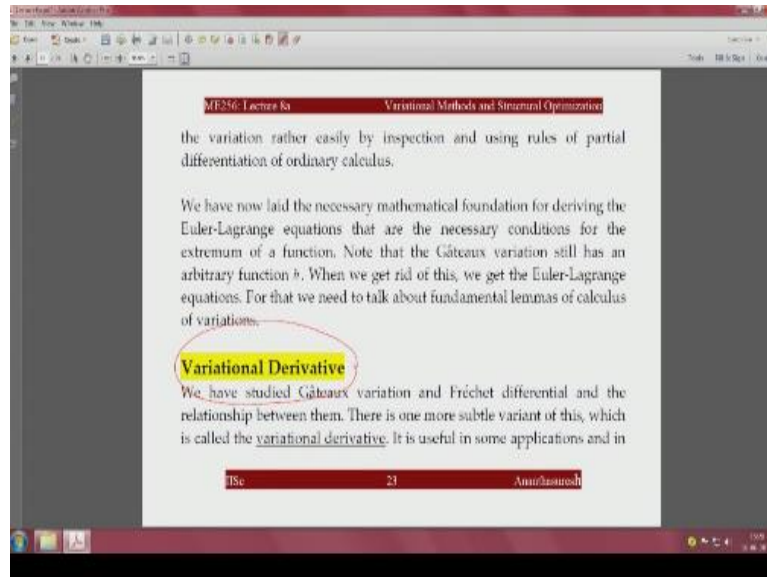 ME256: Lecture 8a Variational Methods and Structural Optimization
the variation rather easily by inspection and using rules of partial
differentiation of ordinary calculus.
We have now laid the necessary mathematical foundation for deriving the
Euler-Lagrange equations that are the necessary conditions for the
extremum of a function. Note that the Gâteaux variation still has an
arbitrary function h. When we get rid of this, we get the Euler-Lagrange
equations. For that we need to talk about fundamental lemmas of calculus
of variations.
Variational Derivative
We have studied Gâteaux variation and Fréchet differential and the
relationship between them. There is one more subtle variant of this, which
is called the variational derivative. It is useful in some applications and in
IISc 23 Ananthasuresh